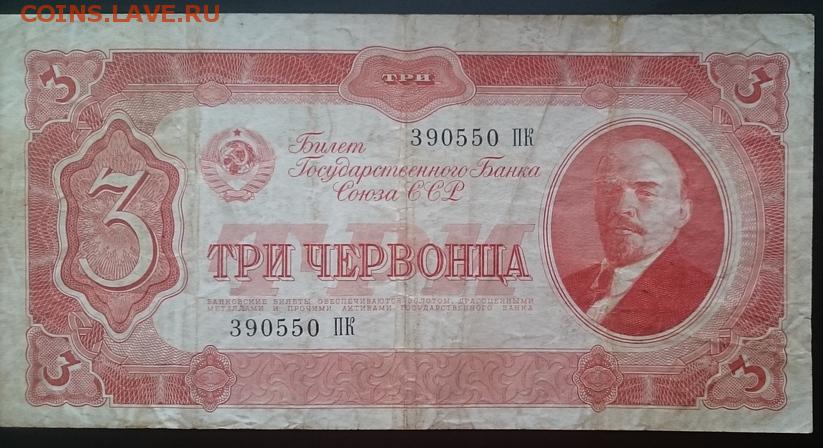 COINS.LAVE.RU
3 ТРИ 3
Билет 390550 ПК
Государственного Банка
Союза ССР
3
ТРИ
ТРИ ЧЕРВОНЦА
БАНКОВСКИЕ БИЛЕТЫ ОБЕСПЕЧИВАЮТСЯ ЗОЛОТОМ, ДРАГОЦЕННЫМИ
МЕТАЛЛАМИ И ПРОЧИМИ АКТИВАМИ ГОСУДАРСТВЕННОГО БАНКА
390550 ПК
3 3